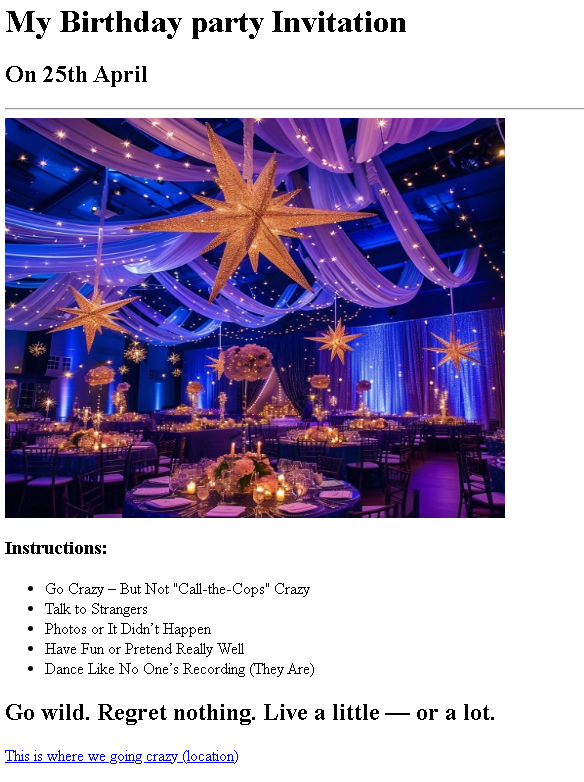 My Birthday party Invitation
On 25th April
Instructions:
• Go Crazy – But Not "Call-the-Cops" Crazy
• Talk to Strangers
• Photos or It Didn’t Happen
• Have Fun or Pretend Really Well
• Dance Like No One’s Recording (They Are)
Go wild. Regret nothing. Live a little — or a lot.
This is where we going crazy (location)